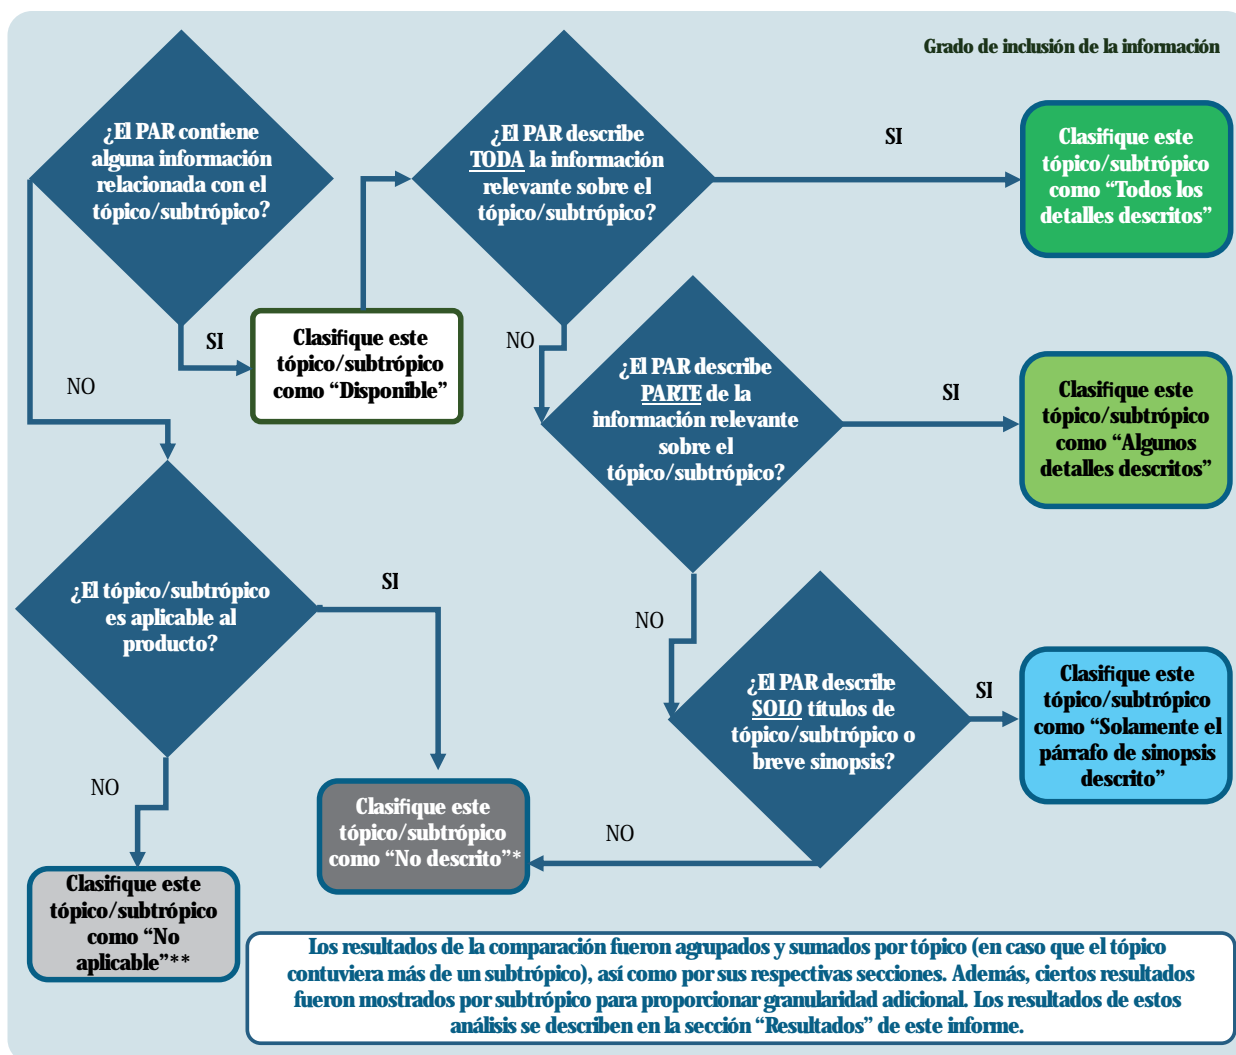 Grado de inclusión de la información
¿El PAR contiene
alguna información
relacionada con el
tópico/subtrópico?
¿El PAR describe
TODA la información
relevante sobre el
tópico/subtrópico?
SI
Clasifique este
tópico/subtrópico
como “Todos los
detalles descritos”
SI
Clasifique este
tópico/subtrópico
como “Disponible”
NO
NO
¿El PAR describe
PARTE de la
información relevante
sobre el
tópico/subtrópico?
SI
Clasifique este
tópico/subtrópico
como “Algunos
detalles descritos”
¿El tópico/subtrópico
es aplicable al
producto?
SI
NO
¿El PAR describe
SOLO títulos de
tópico/subtrópico o
breve sinopsis?
SI
Clasifique este
tópico/subtrópico
como “Solamente el
párrafo de sinopsis
descrito”
NO
Clasifique este
tópico/subtrópico
como “No descrito”*
NO
Clasifique este
tópico/subtrópico
como “No
aplicable”**
Los resultados de la comparación fueron agrupados y sumados por tópico (en caso que el tópico
contuviera más de un subtrópico), así como por sus respectivas secciones. Además, ciertos resultados
fueron mostrados por subtrópico para proporcionar granularidad adicional. Los resultados de estos
análisis se describen en la sección “Resultados” de este informe.